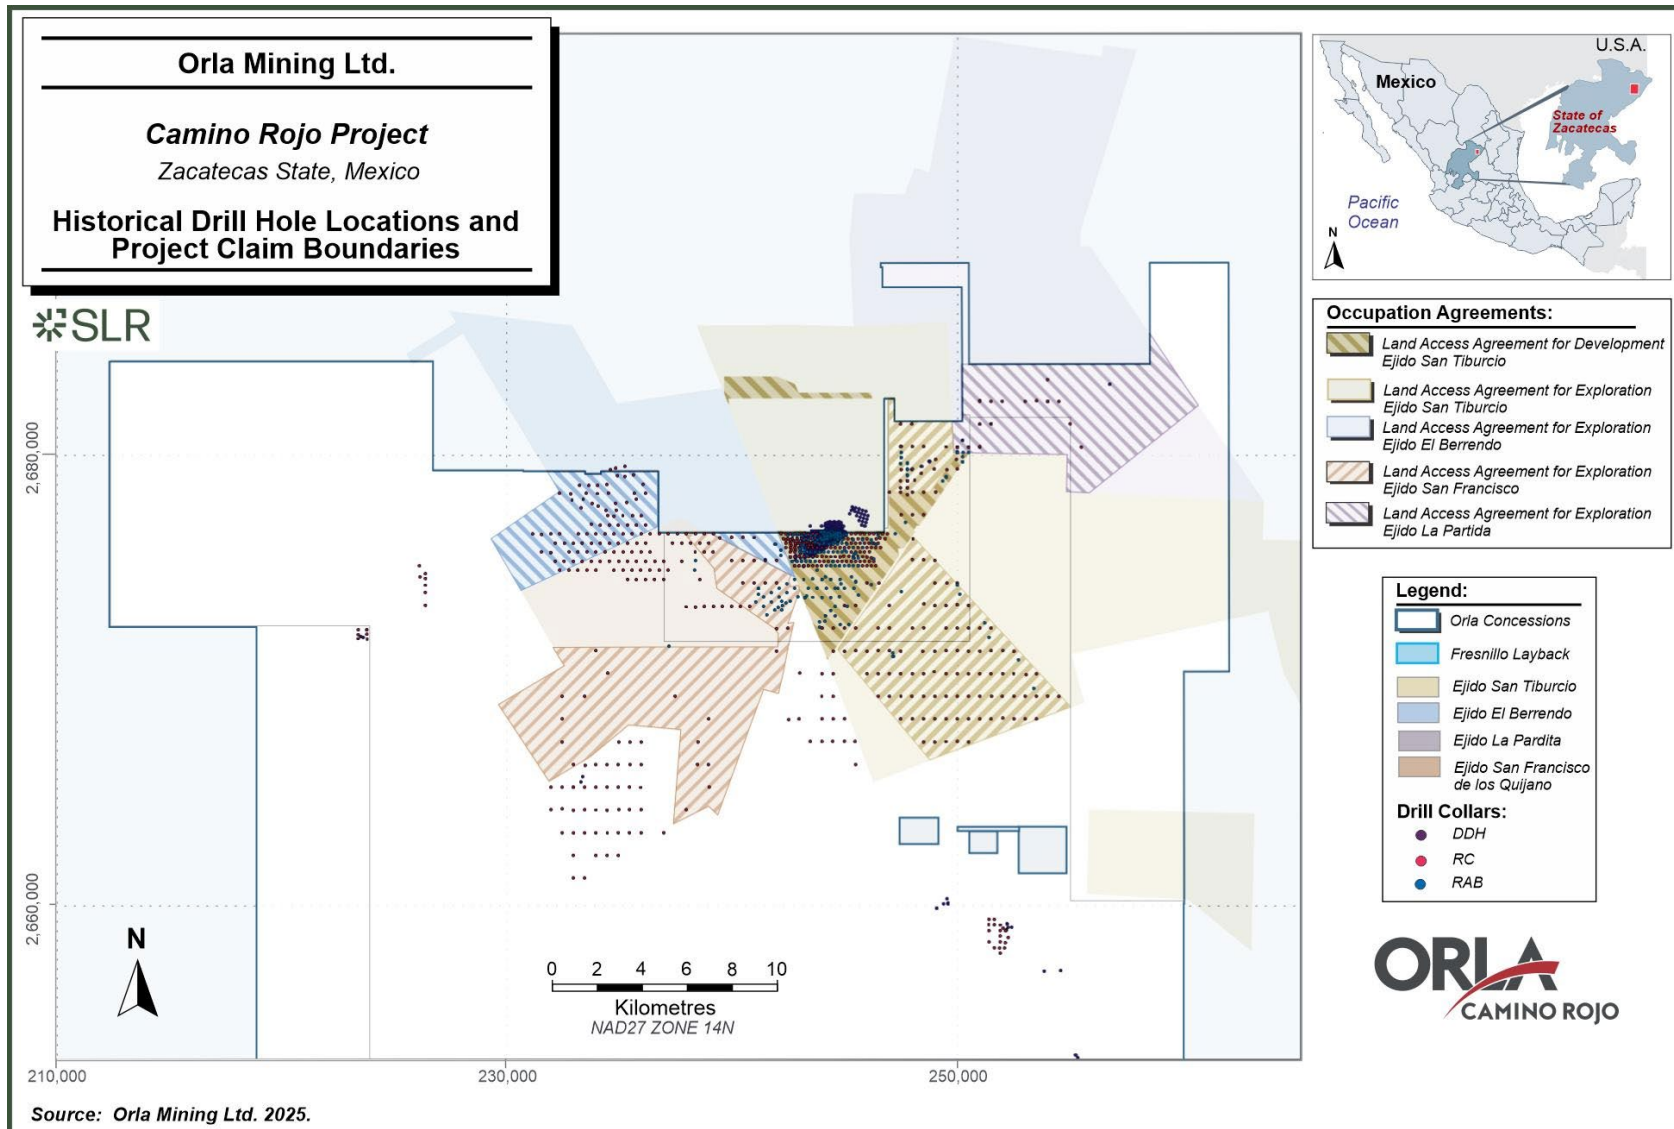 Orla Mining Ltd.
Camino Rojo Project
Zacatecas State, Mexico
Historical Drill Hole Locations and
Project Claim Boundaries
SLR
U.S.A.
Mexico
State of
Zacatecas
Pacific
Ocean
N
Occupation Agreements:
Land Access Agreement for Development
Ejido San Tiburcio
Land Access Agreement for Exploration
Ejido San Tiburcio
Land Access Agreement for Exploration
Ejido El Berrendo
Land Access Agreement for Exploration
Ejido San Francisco
Land Access Agreement for Exploration
Ejido La Partida
Legend:
Orla Concessions
Fresnillo Layback
Ejido San Tiburcio
Ejido El Berrendo
Ejido La Pardita
Ejido San Francisco
de los Quijano
Drill Collars:
DDH
RC
RAB
2,680,000
2,660,000
N
0 2 4 6 8 10
Kilometres
NAD27 ZONE 14N
210,000
230,000
250,000
ORLA
CAMINO ROJO
Source: Orla Mining Ltd. 2025.